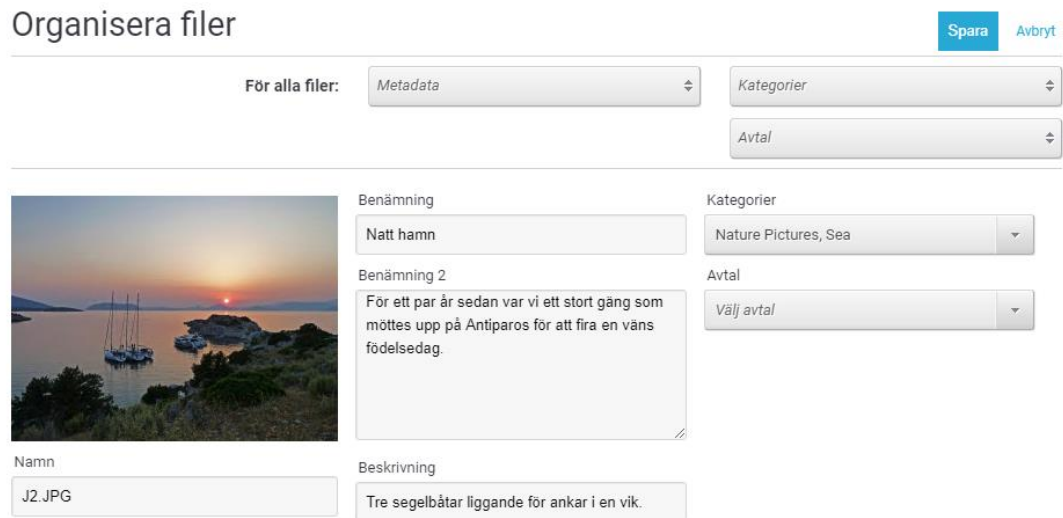 Organisera filer
Spara
Avbryt
För alla filer:
Metadata
Kategorier
Avtal
Benämning
Natt hamn
Kategorier
Nature Pictures, Sea
Benämning 2
För ett par år sedan var vi ett stort gäng som
möttes upp på Antiparos för att fira en väns
födelsedag.
Avtal
Välj avtal
Namn
J2.JPG
Beskrivning
Tre segelbåtar liggande för ankar i en vik.